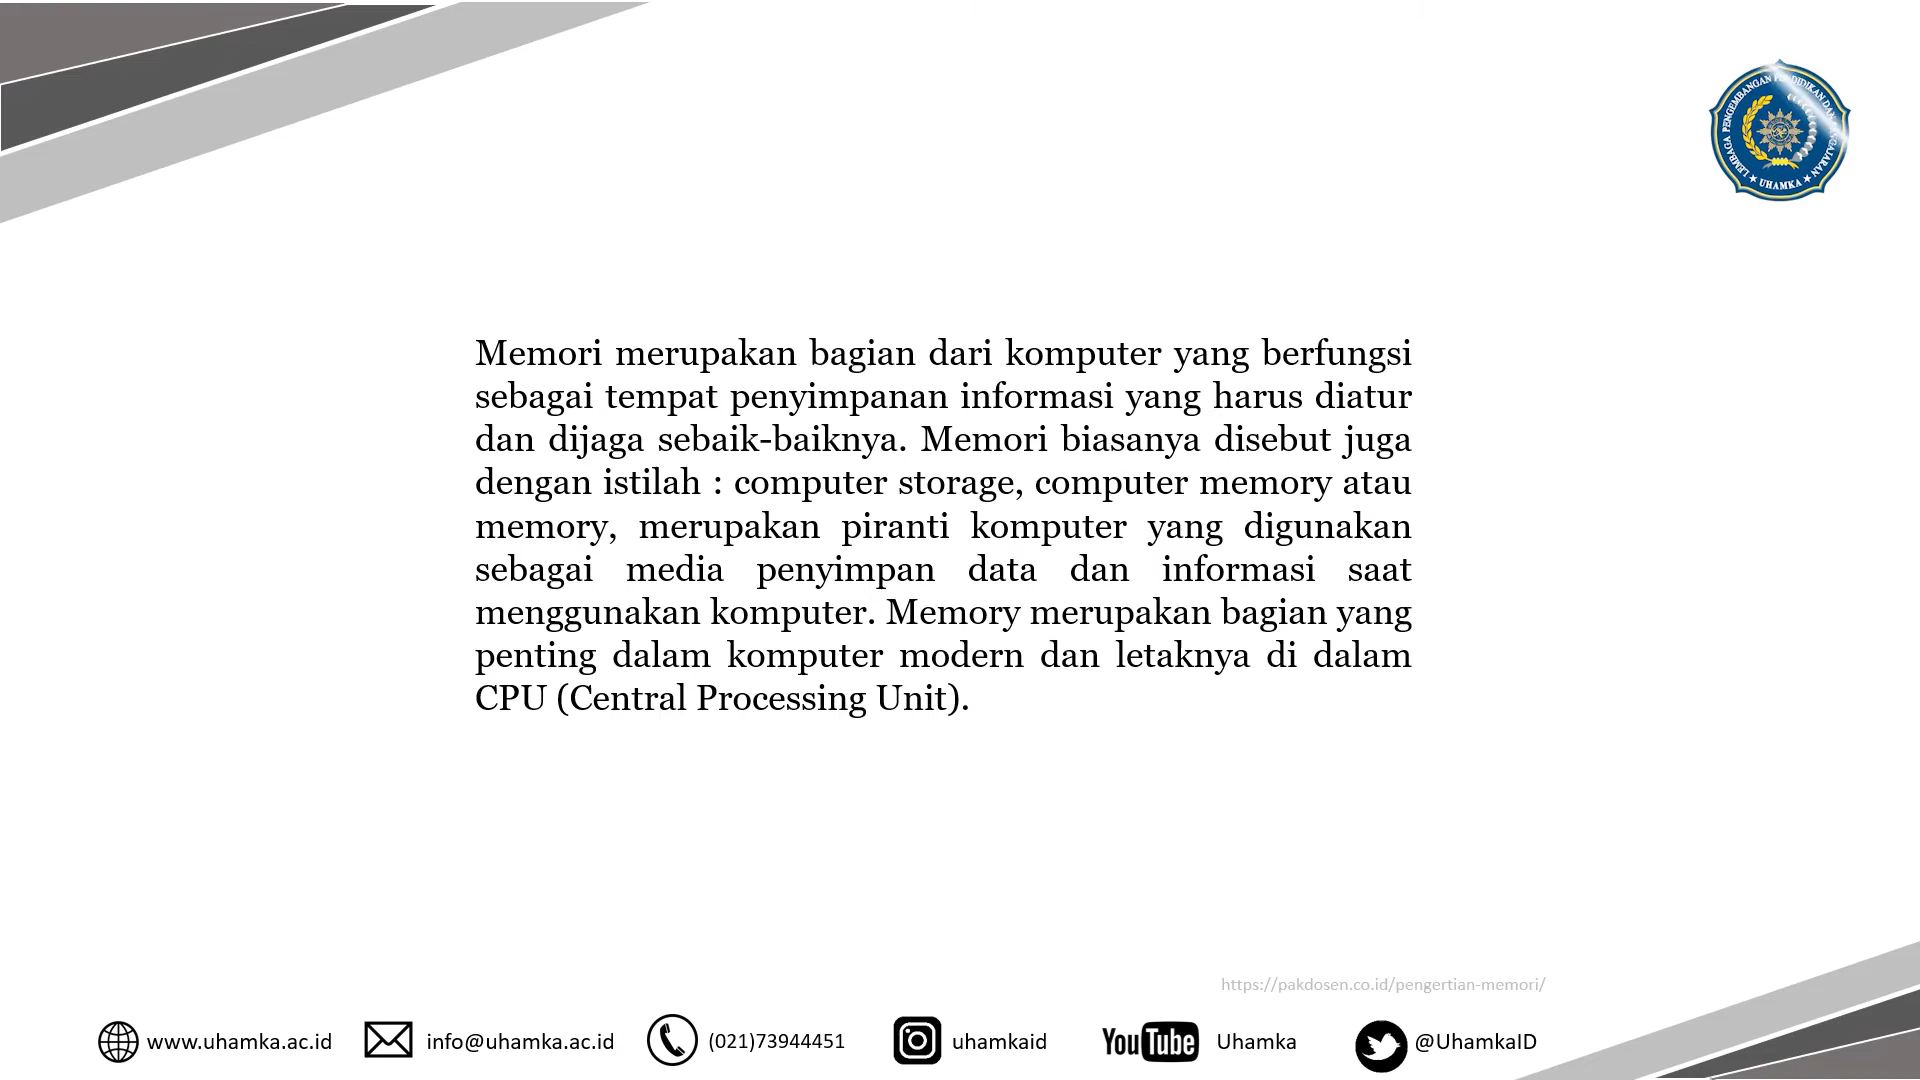 LEMBAGA PENGEMBANGAN PENDIDIKAN DAN
UHAMKA
Memori merupakan bagian dari komputer yang berfungsi
sebagai tempat penyimpanan informasi yang harus diatur
dan dijaga sebaik-baiknya. Memori biasanya disebut juga
dengan istilah : computer storage, computer memory atau
memory, merupakan piranti komputer yang digunakan
sebagai media penyimpan data dan informasi saat
menggunakan komputer. Memory merupakan bagian yang
penting dalam komputer modern dan letaknya di dalam
CPU (Central Processing Unit).
https://pakdosen.co.id/pengertian-memori/
www.uhamka.ac.id info@uhamka.ac.id (021)73944451 uhamkaid YouTube Uhamka @UhamkaID